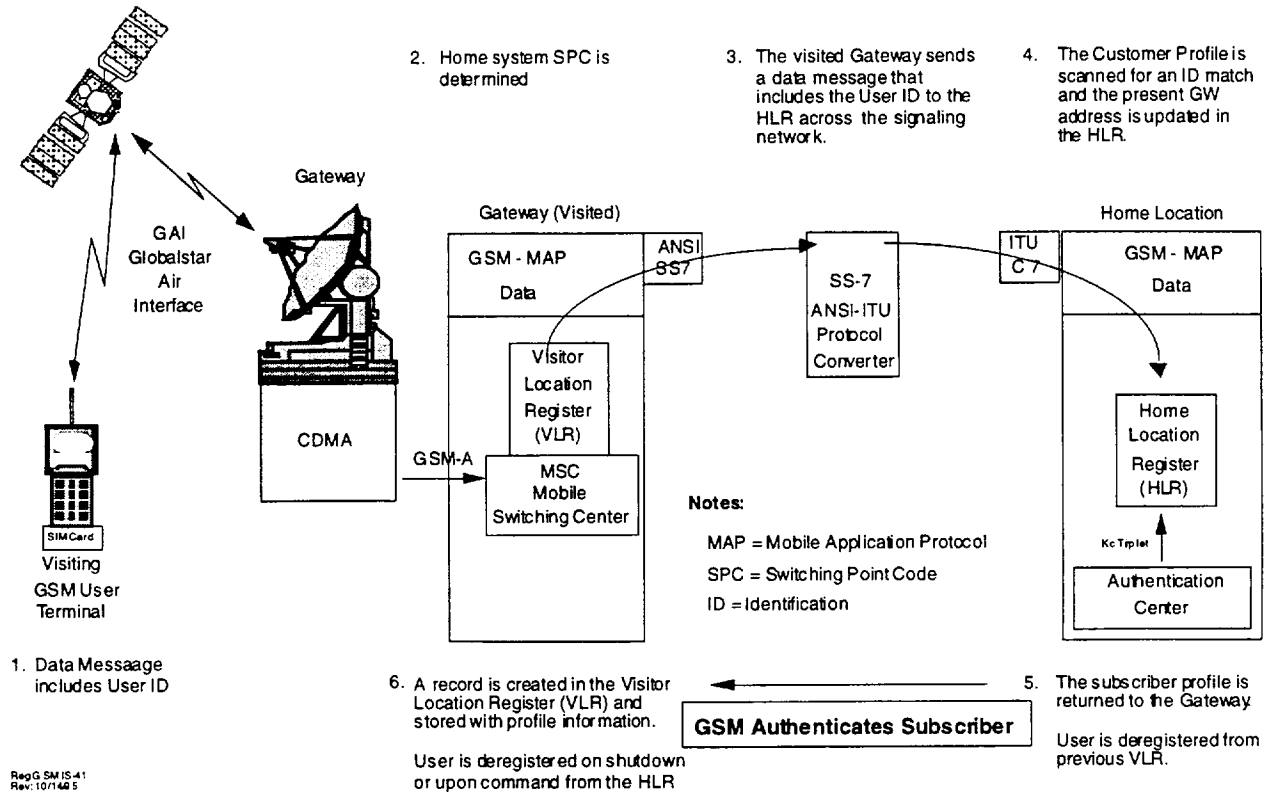 2. Home system SPC is
determined
3. The visited Gateway sends
a data message that
includes the User ID to the
HLR across the signaling
network.
4. The Customer Profile is
scanned for an ID match
and the present GW
address is updated in
the HLR.
Gateway
GAI
Globalstar
Air
Interface
CDMA
GSM-A
SIM Card
Visiting
GSM User
Terminal
Gateway (Visited)
GSM - MAP
Data
ANSI
SS7
Visitor
Location
Register
(VLR)
MSC
Mobile
Switching Center
SS-7
ANSI-ITU
Protocol
Converter
Home Location
ITU
C 7
GSM - MAP
Data
Home
Location
Register
(HLR)
Kc Triplet
Authentication
Center
Notes:
MAP = Mobile Application Protocol
SPC = Switching Point Code
ID = Identification
1. Data Messaage
includes User ID
6. A record is created in the Visitor
Location Register (VLR) and
stored with profile information.
User is deregistered on shutdown
or upon command from the HLR
GSM Authenticates Subscriber
5. The subscriber profile is
returned to the Gateway.
User is deregistered from
previous VLR.
RegG SM IS-41